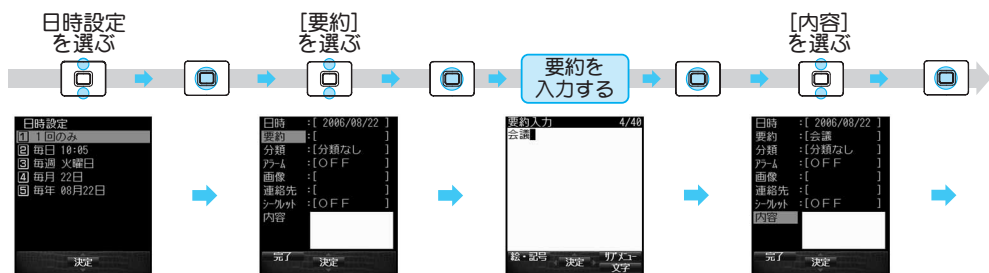 日時設定
を選ぶ
[要約]
を選ぶ
要約を
入力する
[内容]
を選ぶ
日時設定
1 1回のみ
2 毎日 10:05
3 毎週 火曜日
4 毎月 22日
5 毎年 08月22日
決定
日時 :[ 2006/08/22 ]
要約 :[ ]
分類 :[分類なし ]
アラーム :[OFF ]
画像 :[ ]
連絡先 :[ ]
シークレット :[OFF ]
内容
完了 決定
要約入力 4/40
会議
絵・記号 決定 サブメニュー
文字
日時 :[ 2006/08/22 ]
要約 :[会議 ]
分類 :[分類なし ]
アラーム :[OFF ]
画像 :[ ]
連絡先 :[ ]
シークレット :[OFF ]
内容
完了 決定